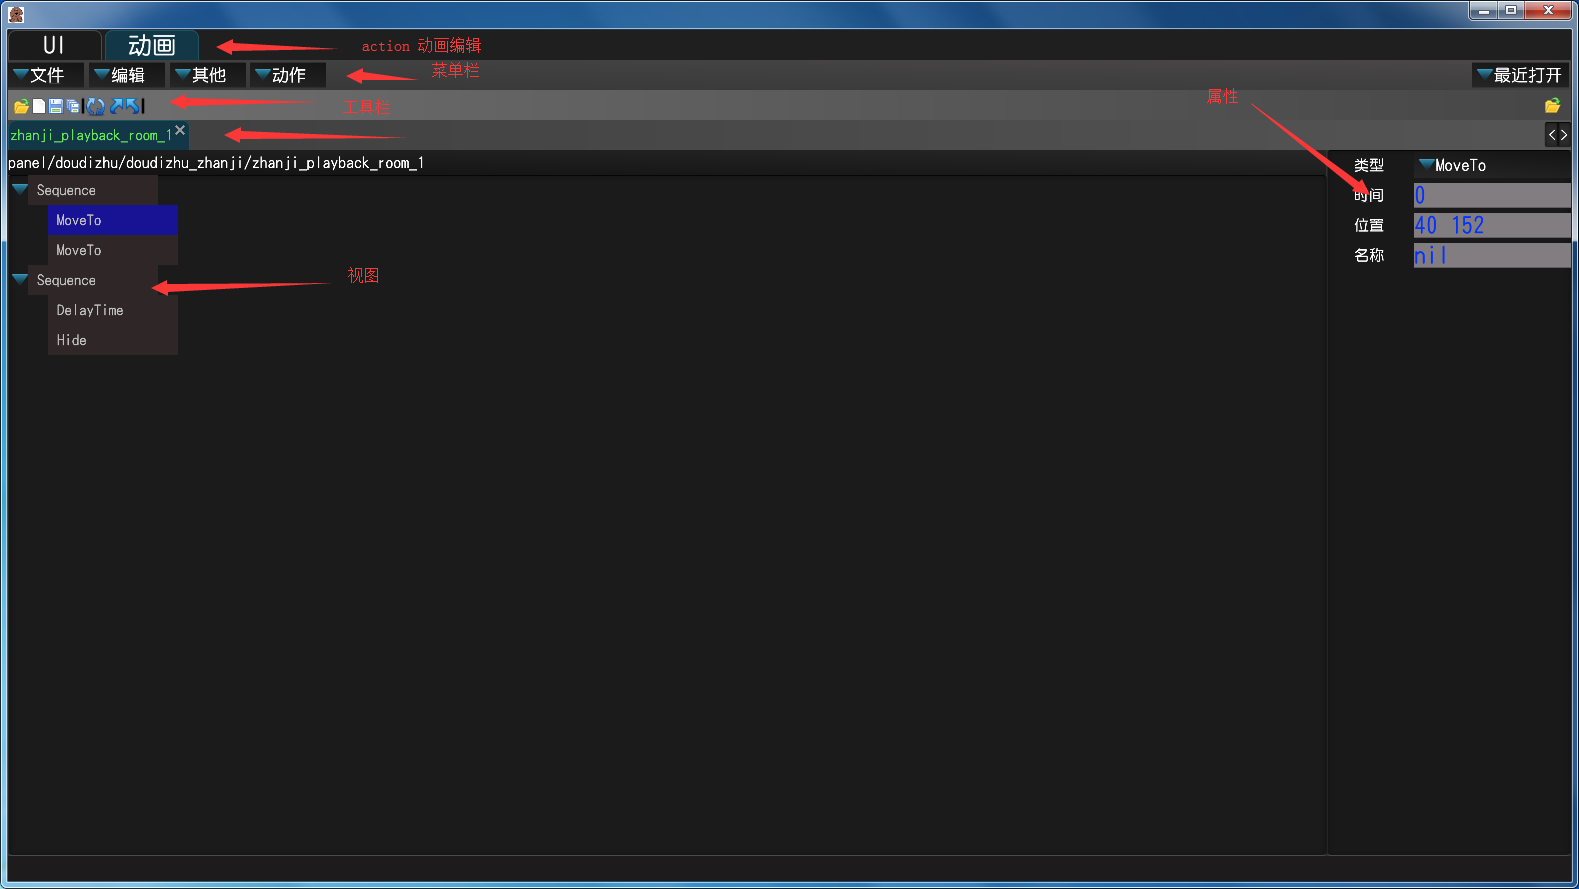 UI 动画 action 动画编辑
文件 编辑 其他 动作 菜单栏 最近打开
工具栏 属性
zhanji_playback_room_1
panel/doudizhu/doudizhu_zhanji/zhanji_playback_room_1
类型 MoveTo
Sequence
时间 0
MoveTo
位置 40 152
MoveTo
名称 nil
Sequence 视图
DelayTime
Hide